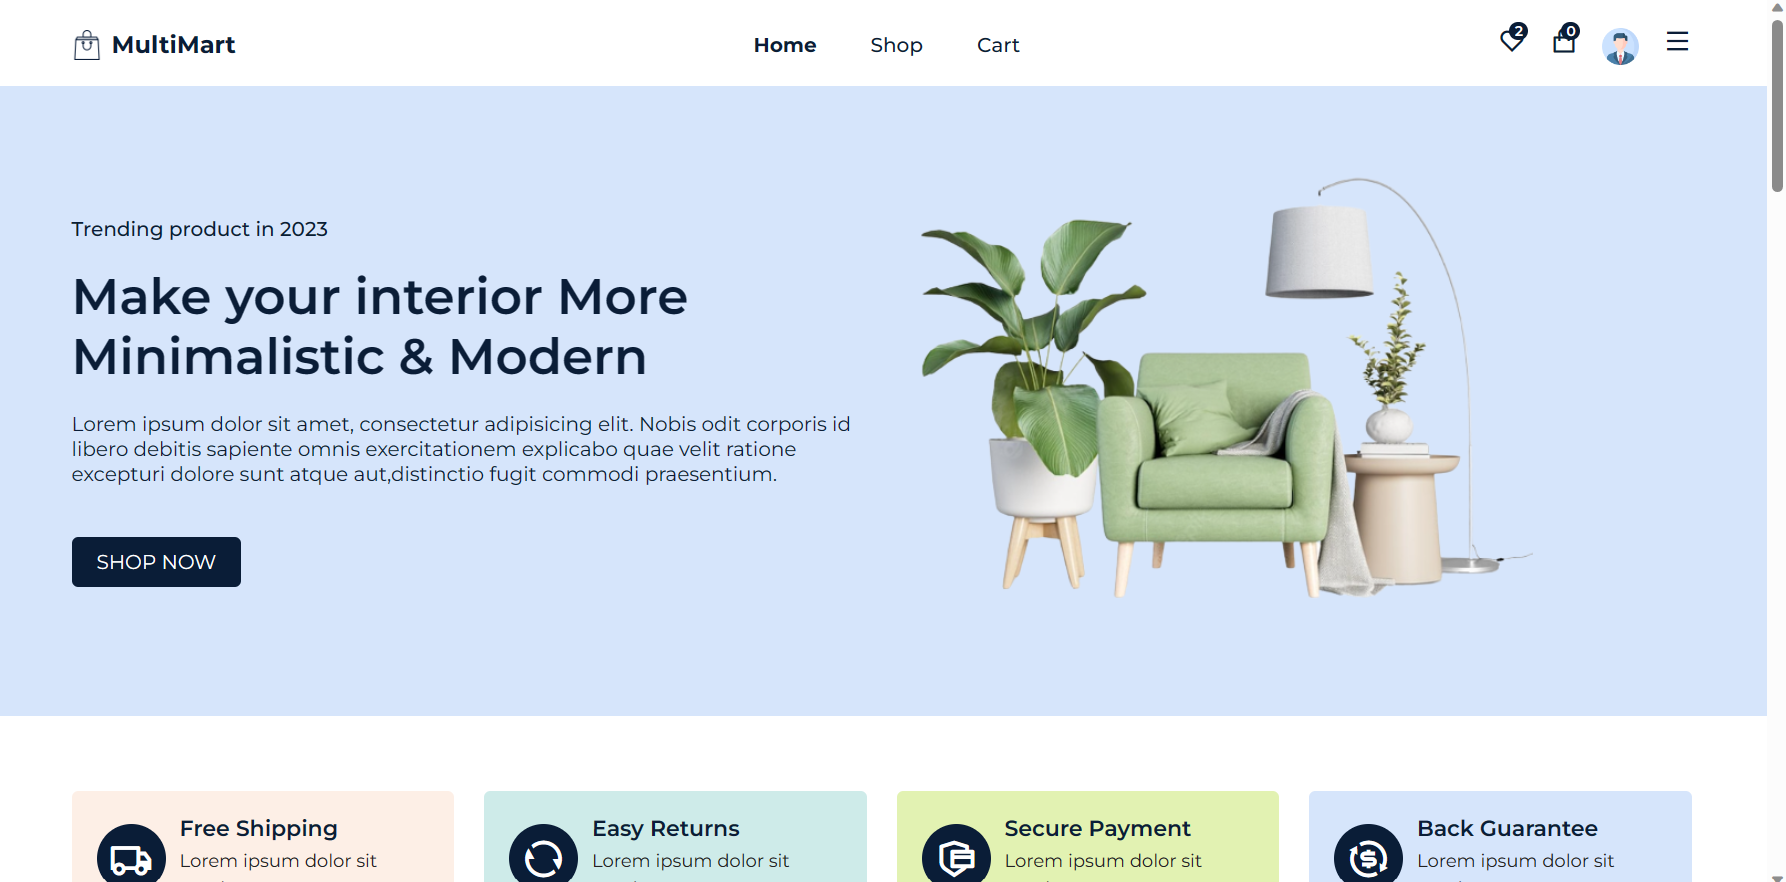 MultiMart
Home
Shop
Cart
2
0
Trending product in 2023
Make your interior More
Minimalistic & Modern
Lorem ipsum dolor sit amet, consectetur adipisicing elit. Nobis odit corporis id
libero debitis sapiente omnis exercitationem explicabo quae velit ratione
excepturi dolore sunt atque aut,distinctio fugit commodi praesentium.
SHOP NOW
Free Shipping
Lorem ipsum dolor sit
Easy Returns
Lorem ipsum dolor sit
Secure Payment
Lorem ipsum dolor sit
Back Guarantee
Lorem ipsum dolor sit